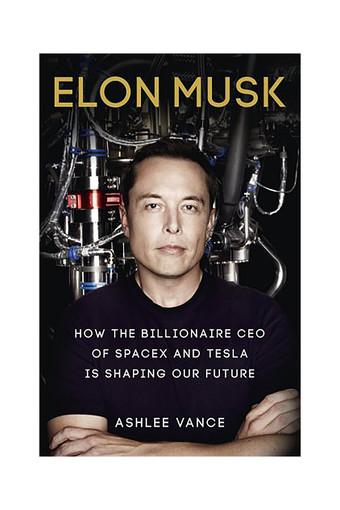 ELON MUSK
HOW THE BILLIONAIRE CEO
OF SPACEX AND TESLA
IS SHAPING OUR FUTURE
ASHLEE VANCE